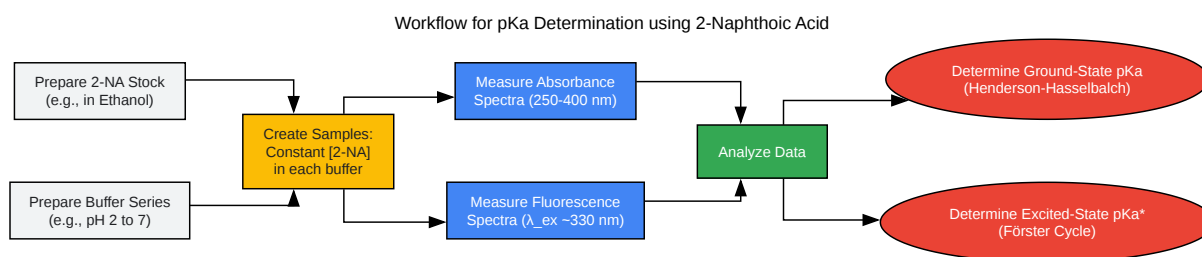 Workflow for pKa Determination using 2-Naphthoic Acid
Prepare 2-NA Stock
(e.g., in Ethanol)
Prepare Buffer Series
(e.g., pH 2 to 7)
Create Samples:
Constant [2-NA]
in each buffer
Measure Absorbance
Spectra (250-400 nm)
Measure Fluorescence
Spectra (λ_ex ~330 nm)
Analyze Data
Determine Ground-State pKa
(Henderson-Hasselbalch)
Determine Excited-State pKa*
(Förster Cycle)